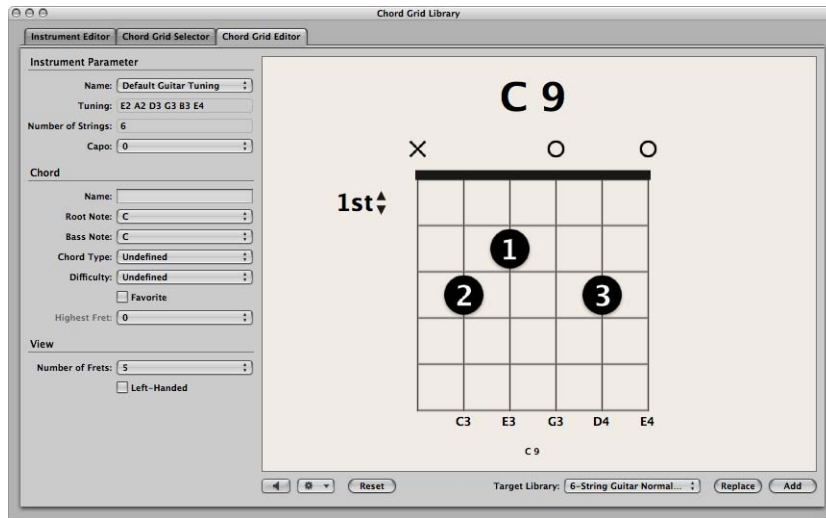 Chord Grid Library
Instrument Editor Chord Grid Selector Chord Grid Editor
Instrument Parameter
Name: Default Guitar Tuning
Tuning: E2 A2 D3 G3 B3 E4
Number of Strings: 6
Capo: 0
Chord
Name:
Root Note: C
Bass Note: C
Chord Type: Undefined
Difficulty: Undefined
Favorite
Highest Fret: 0
View
Number of Frets: 5
Left-Handed
C 9
X O O
1st
1
2 3
C3 E3 G3 D4 E4
C 9
Reset Target Library: 6-String Guitar Normal... Replace Add